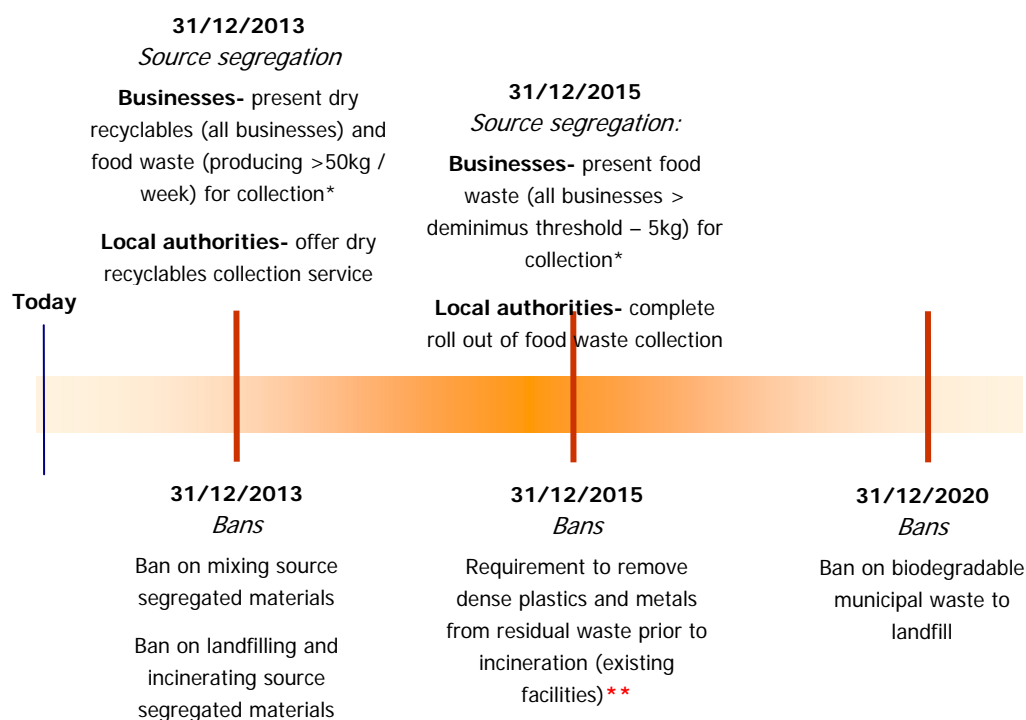 31/12/2013
Source segregation
Businesses- present dry
recyclables (all businesses) and
food waste (producing >50kg /
week) for collection*
Local authorities- offer dry
recyclables collection service
31/12/2015
Source segregation:
Businesses- present food
waste (all businesses >
deminimus threshold – 5kg) for
collection*
Local authorities- complete
roll out of food waste collection
Today
31/12/2013
Bans
Ban on mixing source
segregated materials
Ban on landfilling and
incinerating source
segregated materials
31/12/2015
Bans
Requirement to remove
dense plastics and metals
from residual waste prior to
incineration (existing
facilities)**
31/12/2020
Bans
Ban on biodegradable
municipal waste to
landfill